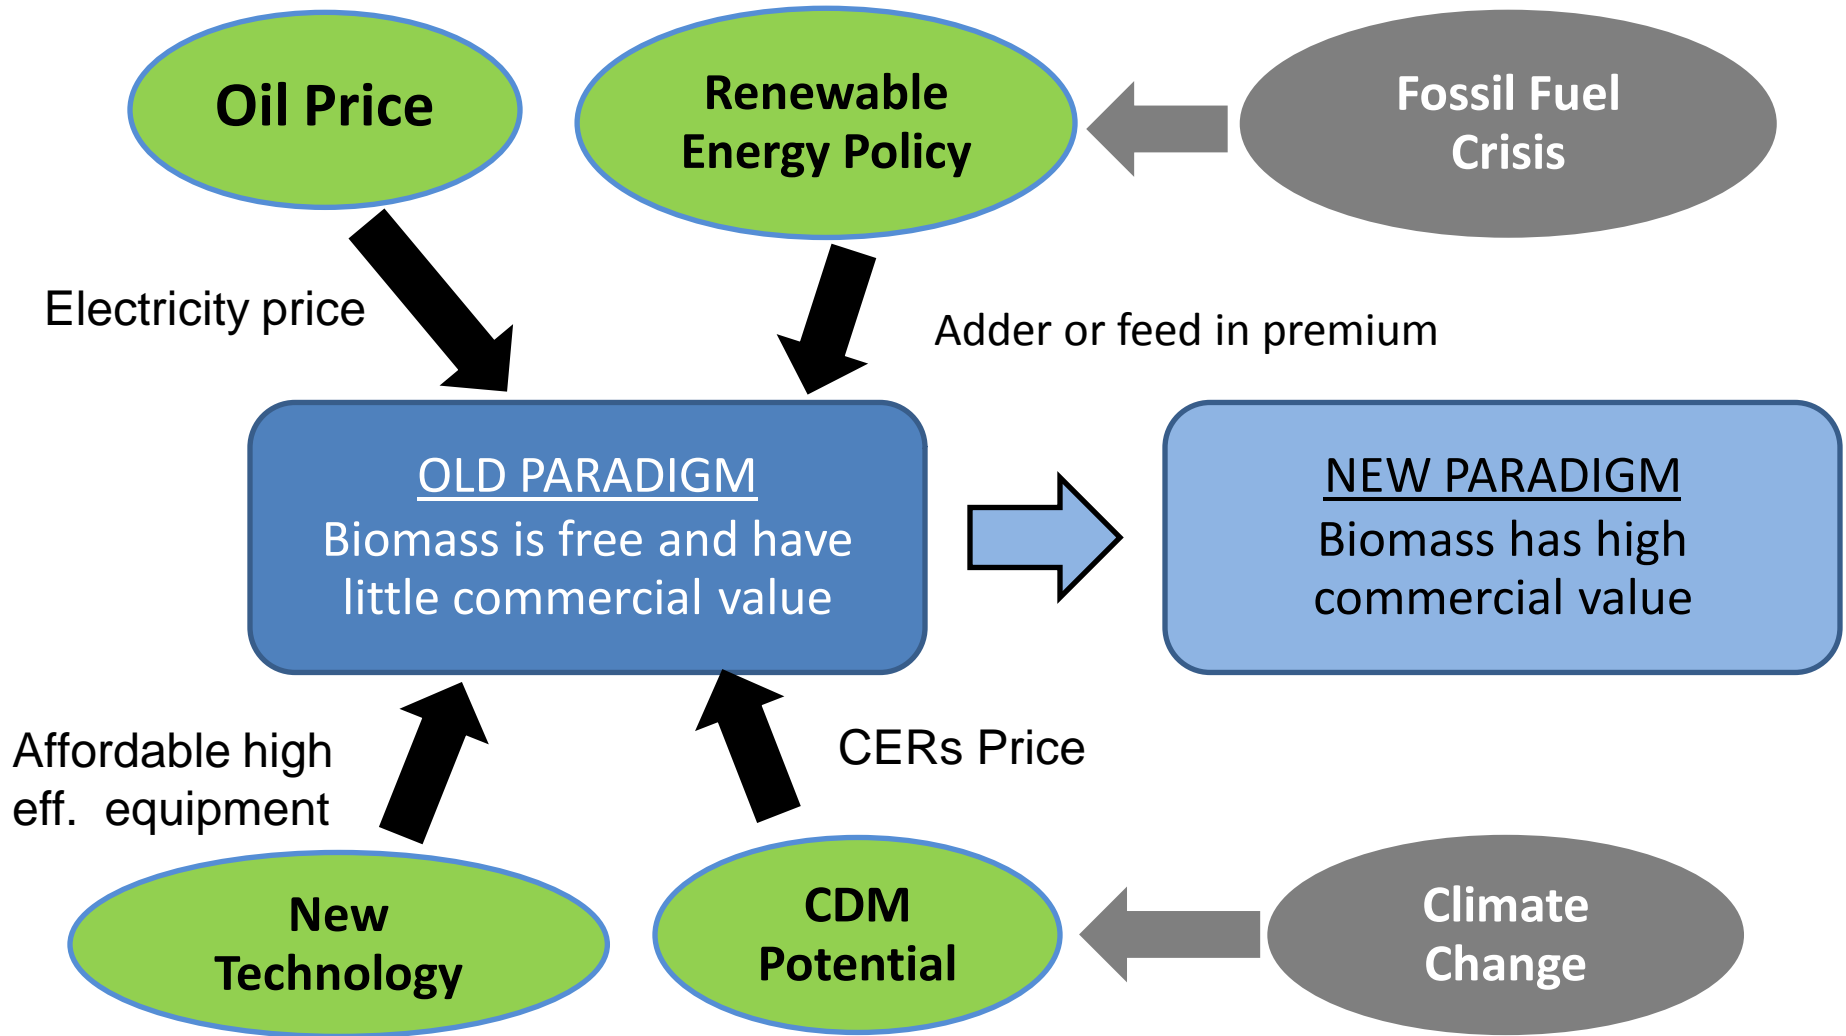 Oil Price
Renewable
Energy Policy
Fossil Fuel
Crisis
Electricity price
Adder or feed in premium
OLD PARADIGM
Biomass is free and have
little commercial value
NEW PARADIGM
Biomass has high
commercial value
Affordable high
eff. equipment
CERs Price
New
Technology
CDM
Potential
Climate
Change